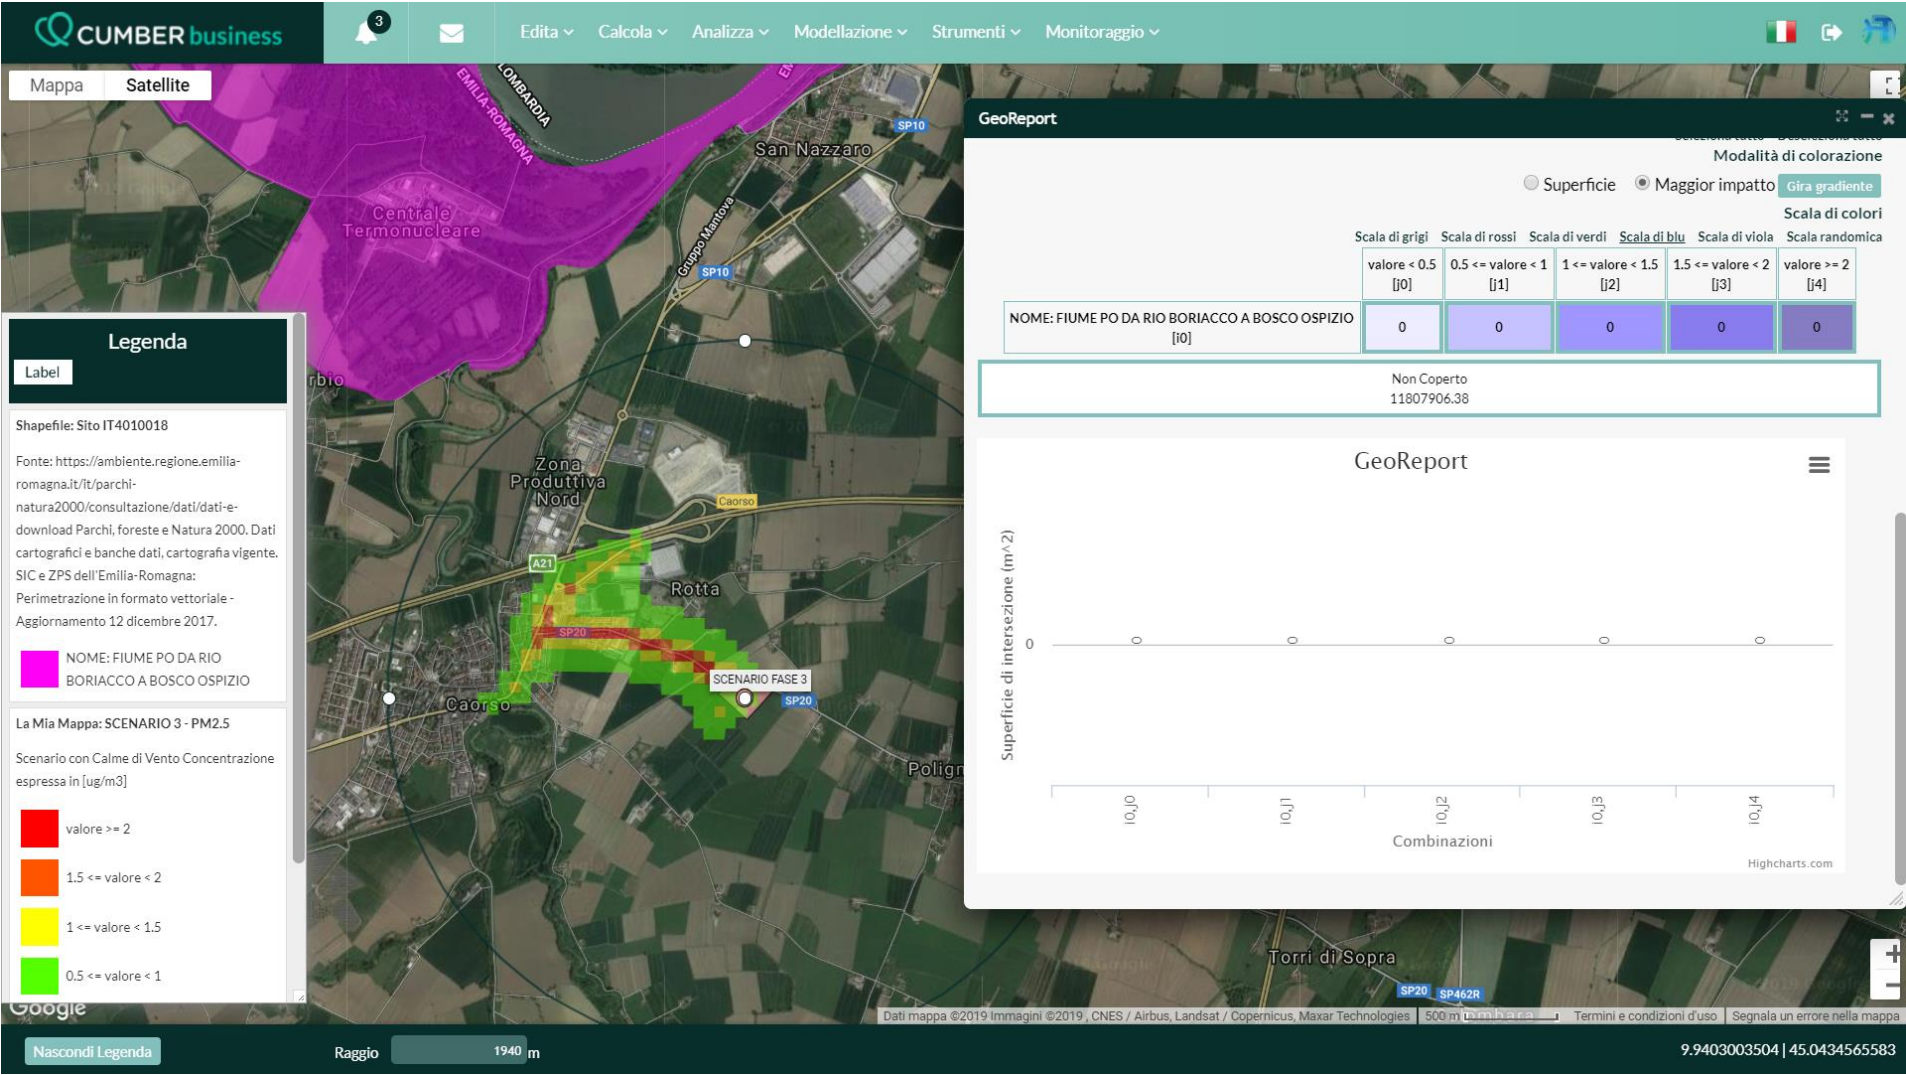 CUMBER business
3
Edita
Calcola
Analizza
Modellazione
Strumenti
Monitoraggio
Mappa
Satellite
EMILIA-ROMAGNA
LOMBARDIA
SP10
San Nazzaro
Centrale
Termonucleare
Gruppo Mantova
SP10
Zona
Produttiva
Nord
Caorso
A21
Rotta
SP20
SCENARIO FASE 3
SP20
Caorso
Polign
Torri di Sopra
SP20
SP462R
Legenda
Label
Shapefile: Sito IT4010018
Fonte: https://ambiente.regione.emilia-
romagna.it/it/parchi-
natura2000/consultazione/dati/dati-e-
download Parchi, foreste e Natura 2000. Dati
cartografici e banche dati, cartografia vigente.
SIC e ZPS dell'Emilia-Romagna:
Perimetrazione in formato vettoriale -
Aggiornamento 12 dicembre 2017.
NOME: FIUME PO DA RIO
BORIACCO A BOSCO OSPIZIO
La Mia Mappa: SCENARIO 3 - PM2.5
Scenario con Calme di Vento Concentrazione
espressa in [ug/m3]
valore >= 2
1.5 <= valore < 2
1 <= valore < 1.5
0.5 <= valore < 1
Google
GeoReport
Modalità di colorazione
Superficie
Maggior impatto
Gira gradiente
Scala di colori
Scala di grigi Scala di rossi Scala di verdi Scala di blu Scala di viola Scala randomica
valore < 0.5 [j0]
0.5 <= valore < 1 [j1]
1 <= valore < 1.5 [j2]
1.5 <= valore < 2 [j3]
valore >= 2 [j4]
NOME: FIUME PO DA RIO BORIACCO A BOSCO OSPIZIO
[i0]
0 0 0 0 0
Non Coperto
11807906.38
GeoReport
Superficie di intersezione (m^2)
0
0 0 0 0 0
i0,j0 i0,j1 i0,j2 i0,j3 i0,j4
Combinazioni
Highcharts.com
Dati mappa ©2019 Immagini ©2019 , CNES / Airbus, Landsat / Copernicus, Maxar Technologies
500 m
Termini e condizioni d'uso
Segnala un errore nella mappa
Nascondi Legenda
Raggio 1940 m
9.9403003504 | 45.0434565583